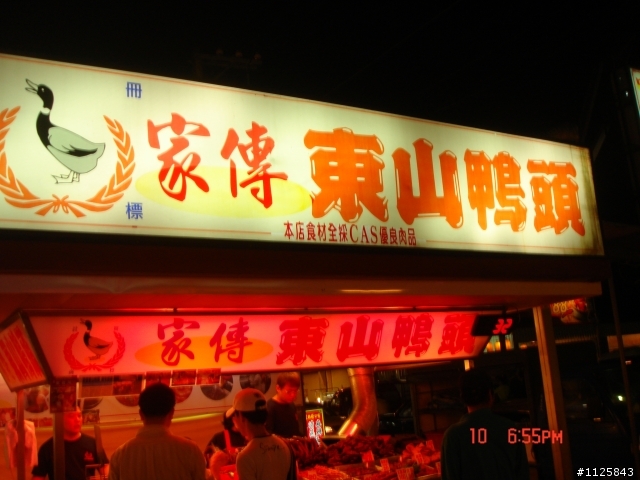 冊
標
家傳 東山鴨頭
本店食材全採CAS優良肉品
家傳 東山鴨頭
10 6:55PM
#1125843